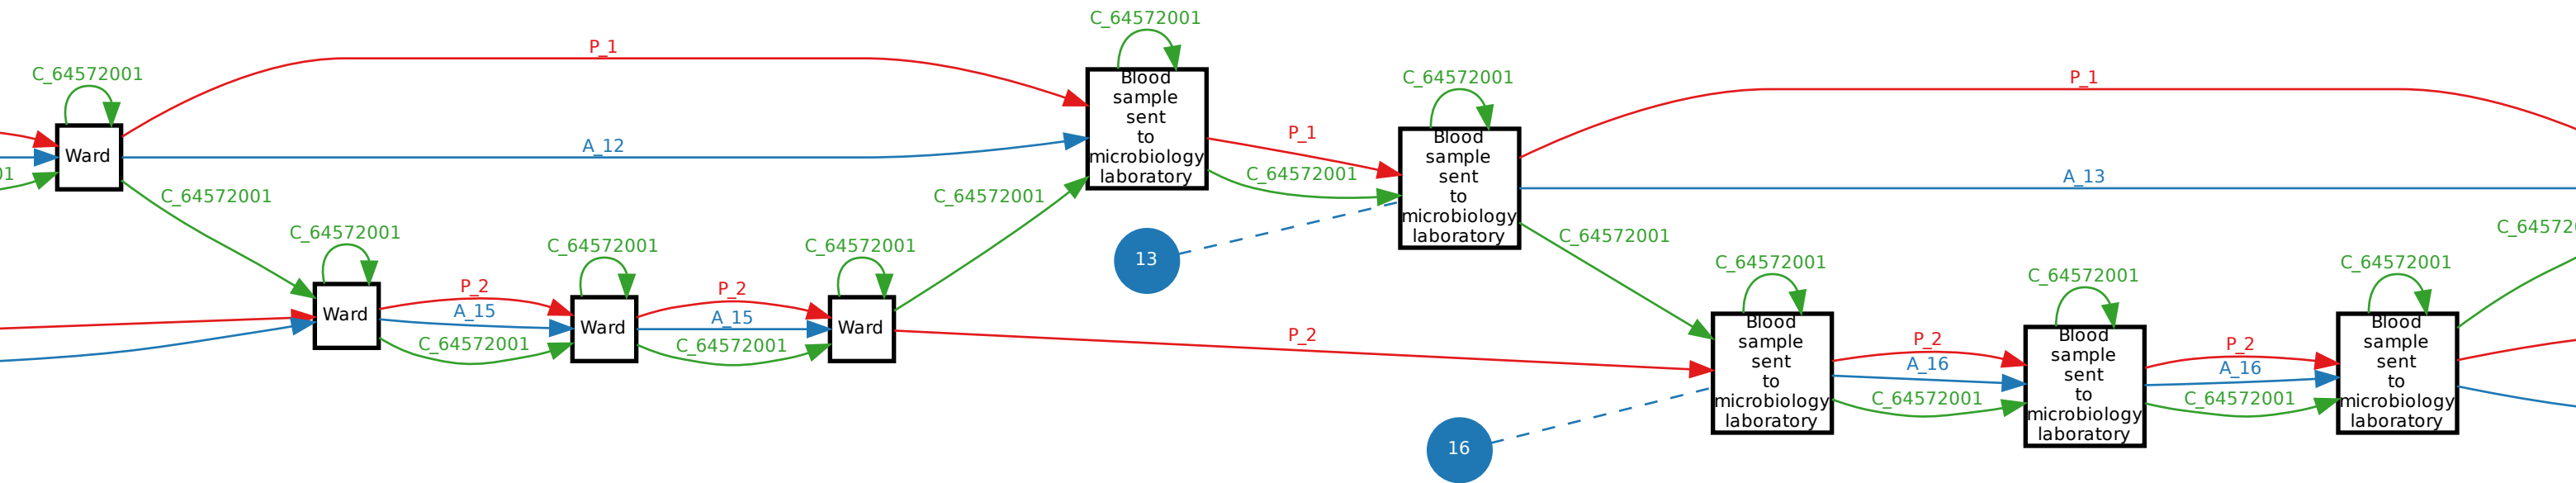 C_64572001
P_1
C_64572001
C_64572001
P_1
Ward
A_12
Blood
sample
sent
to
microbiology
laboratory
P_1
C_64572001
Blood
sample
sent
to
microbiology
laboratory
A_13
01
C_64572001
C_64572001
13
C_64572001
C_64572
C_64572001
C_64572001
C_64572001
Ward
P_2
A_15
C_64572001
Ward
P_2
A_15
C_64572001
Ward
P_2
C_64572001
C_64572001
C_64572001
Blood
sample
sent
to
microbiology
laboratory
P_2
A_16
C_64572001
Blood
sample
sent
to
microbiology
laboratory
P_2
A_16
C_64572001
Blood
sample
sent
to
microbiology
laboratory
16